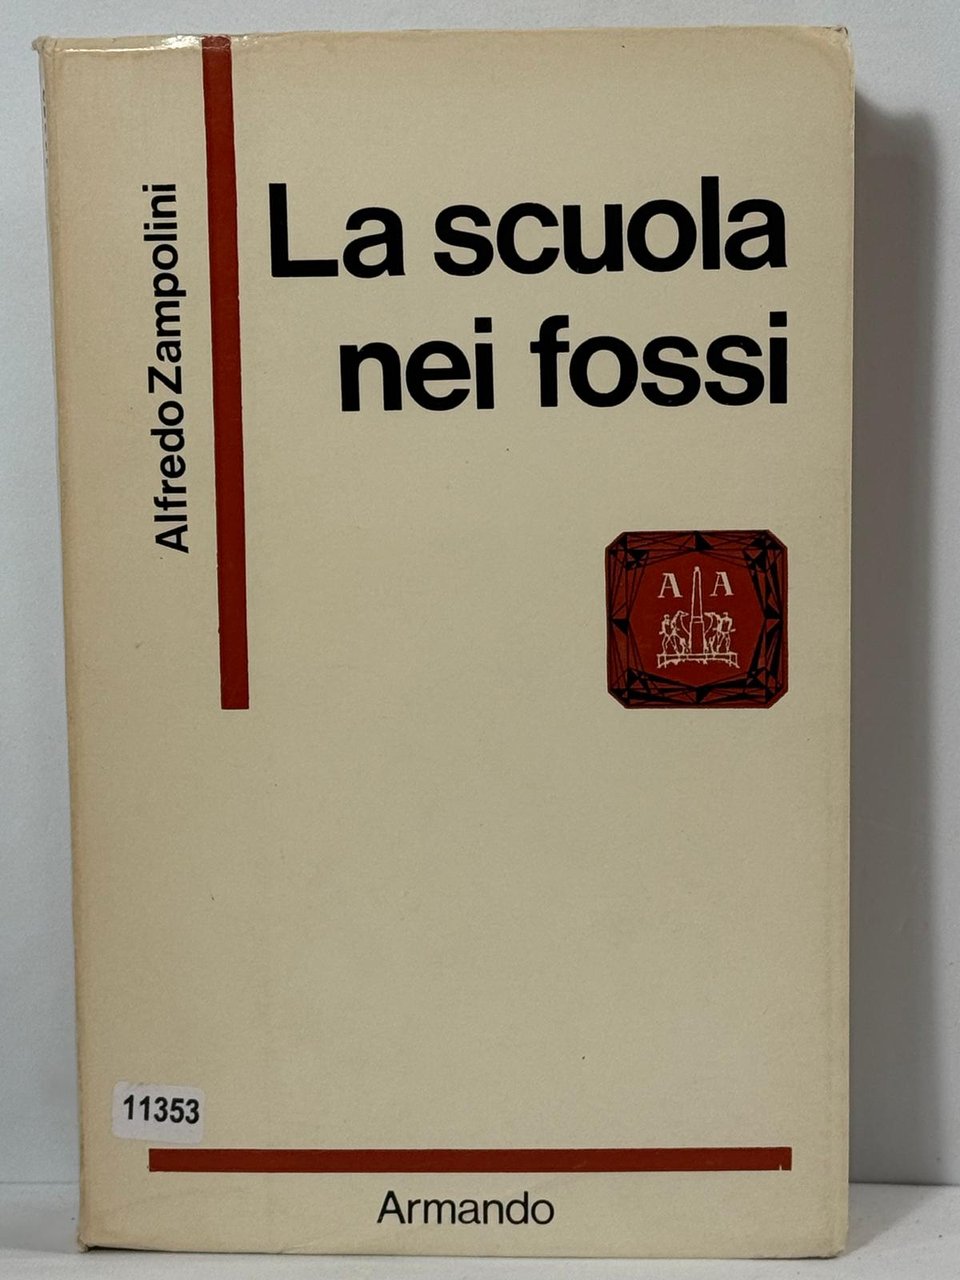 Alfredo Zampolini
La scuola
nei fossi
A A
11353
Armando